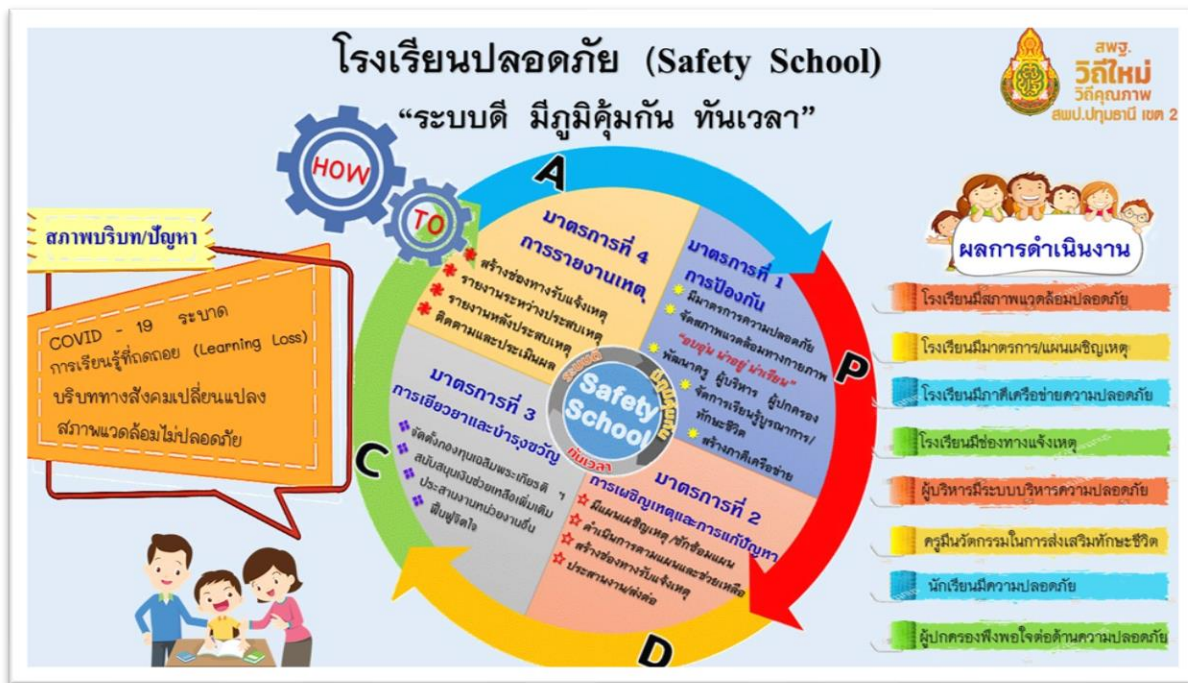 โรงเรียนปลอดภัย (Safety School)
“ระบบดี มีภูมิคุ้มกัน ทันเวลา”
สพฐ.
วิถีใหม่
วิถีคุณภาพ
สพป.ปทุมธานี เขต 2
HOW
TO
สภาพบริบท/ปัญหา
COVID - 19 ระบาด
การเรียนรู้ที่ถดถอย (Learning Loss)
บริบททางสังคมเปลี่ยนแปลง
สภาพแวดล้อมไม่ปลอดภัย
A
P
D
C
มาตรการที่ 1
การป้องกัน
มีมาตรการความปลอดภัย
จัดสภาพแวดล้อมทางกายภาพ
“อบอุ่น น่าอยู่ น่าเรียน”
พัฒนาครู ผู้บริหาร ผู้ปกครอง
จัดการเรียนรู้บูรณาการ/
ทักษะชีวิต
สร้างภาคีเครือข่าย
มาตรการที่ 2
การเผชิญเหตุและการแก้ปัญหา
มีแผนเผชิญเหตุ/ซักซ้อมแผน
ดำเนินการตามแผนและช่วยเหลือ
สร้างช่องทางรับแจ้งเหตุ
ประสานงาน/ส่งต่อ
มาตรการที่ 3
การเยียวยาและบำรุงขวัญ
จัดตั้งกองทุนเฉลิมพระเกียรติ ฯ
สนับสนุนเงินช่วยเหลือเพิ่มเติม
ประสานงานหน่วยงานอื่น
ฟื้นฟูจิตใจ
มาตรการที่ 4
การรายงานเหตุ
สร้างช่องทางรับแจ้งเหตุ
รายงานระหว่างประสบเหตุ
รายงานหลังประสบเหตุ
ติดตามและประเมินผล
Safety
School
ระบบดี
มีภูมิคุ้มกัน
ทันเวลา
ผลการดำเนินงาน
โรงเรียนมีสภาพแวดล้อมปลอดภัย
โรงเรียนมีมาตรการ/แผนเผชิญเหตุ
โรงเรียนมีภาคีเครือข่ายความปลอดภัย
โรงเรียนมีช่องทางแจ้งเหตุ
ผู้บริหารมีระบบบริหารความปลอดภัย
ครูมีนวัตกรรมในการส่งเสริมทักษะชีวิต
นักเรียนมีความปลอดภัย
ผู้ปกครองพึงพอใจต่อด้านความปลอดภัย